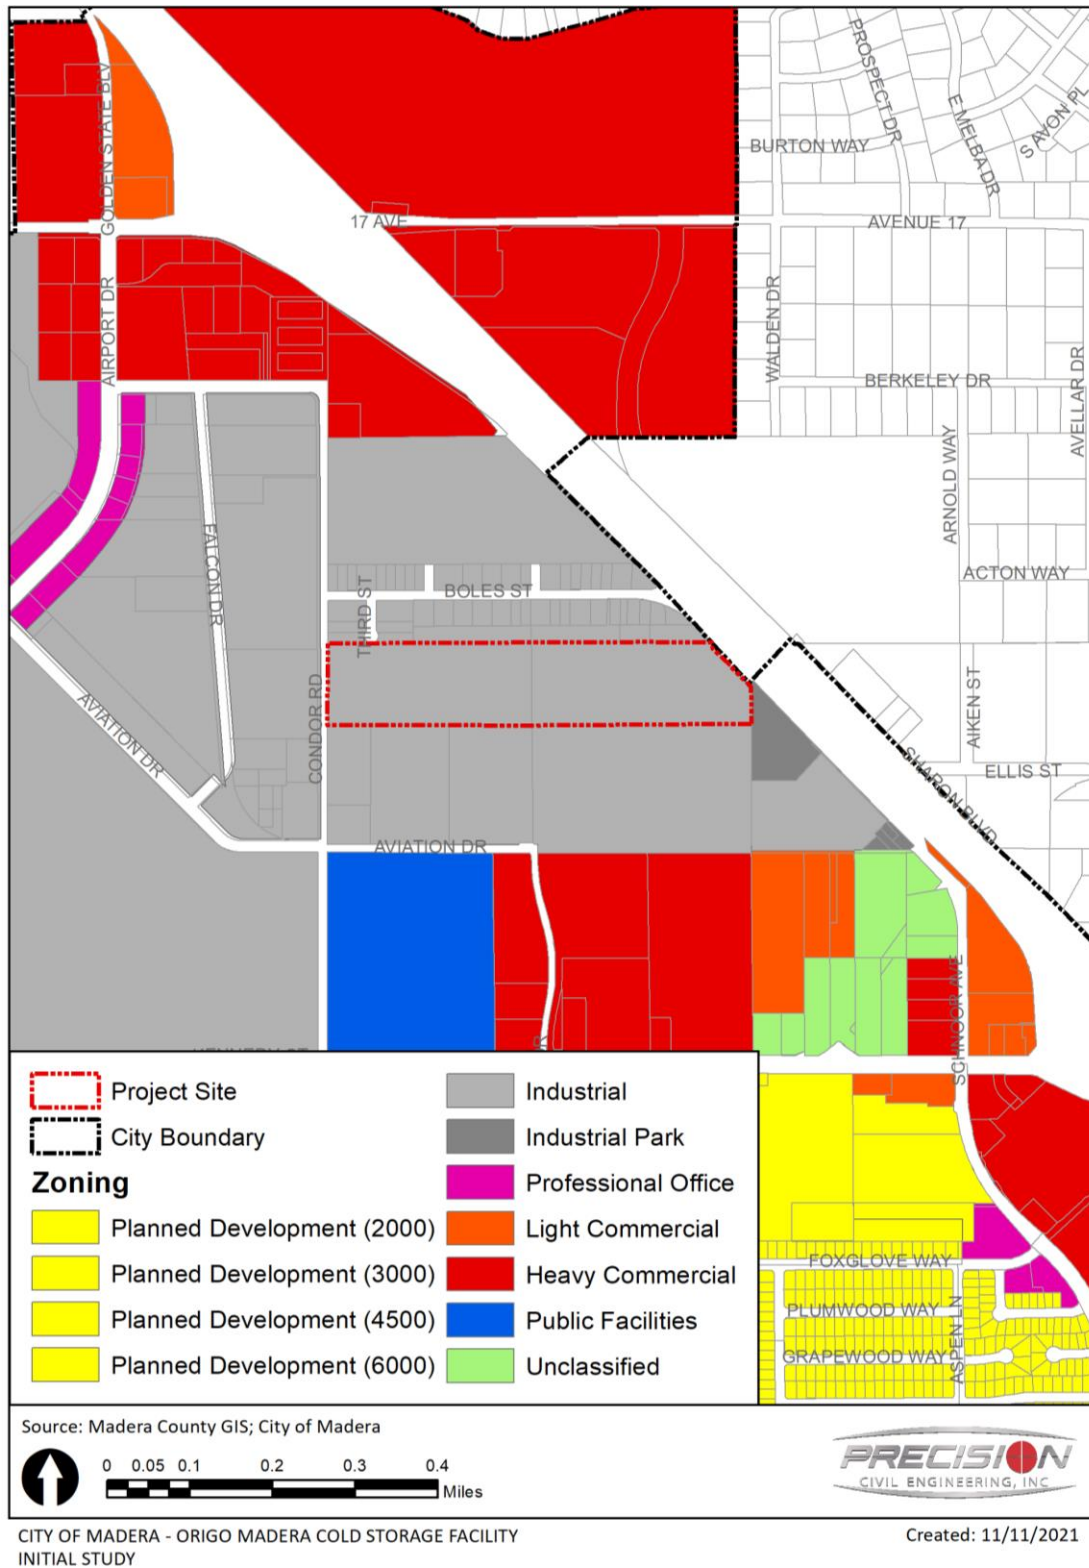 GOLDEN STATE BLV
PROSPECT DR
E MELBA DR
S AVON PL
BURTON WAY
17 AVE
AVENUE 17
AIRPORT DR
WALDEN DR
BERKELEY DR
AVELLAR DR
ARNOLD WAY
FALCON DR
ACTON WAY
BOLES ST
THIRD ST
CONDOR RD
AVIATION DR
AIKEN ST
ELLIS ST
SHARON BLVD
AVIATION DR
SCHNOOR AVE
Project Site
City Boundary
Zoning
Planned Development (2000)
Planned Development (3000)
Planned Development (4500)
Planned Development (6000)
Industrial
Industrial Park
Professional Office
Light Commercial
Heavy Commercial
Public Facilities
Unclassified
FOXGLOVE WAY
PLUMWOOD WAY
ASPEN LN
GRAPEWOOD WAY
Source: Madera County GIS; City of Madera
0 0.05 0.1 0.2 0.3 0.4
Miles
PRECISION
CIVIL ENGINEERING, INC
CITY OF MADERA - ORIGO MADERA COLD STORAGE FACILITY
INITIAL STUDY
Created: 11/11/2021